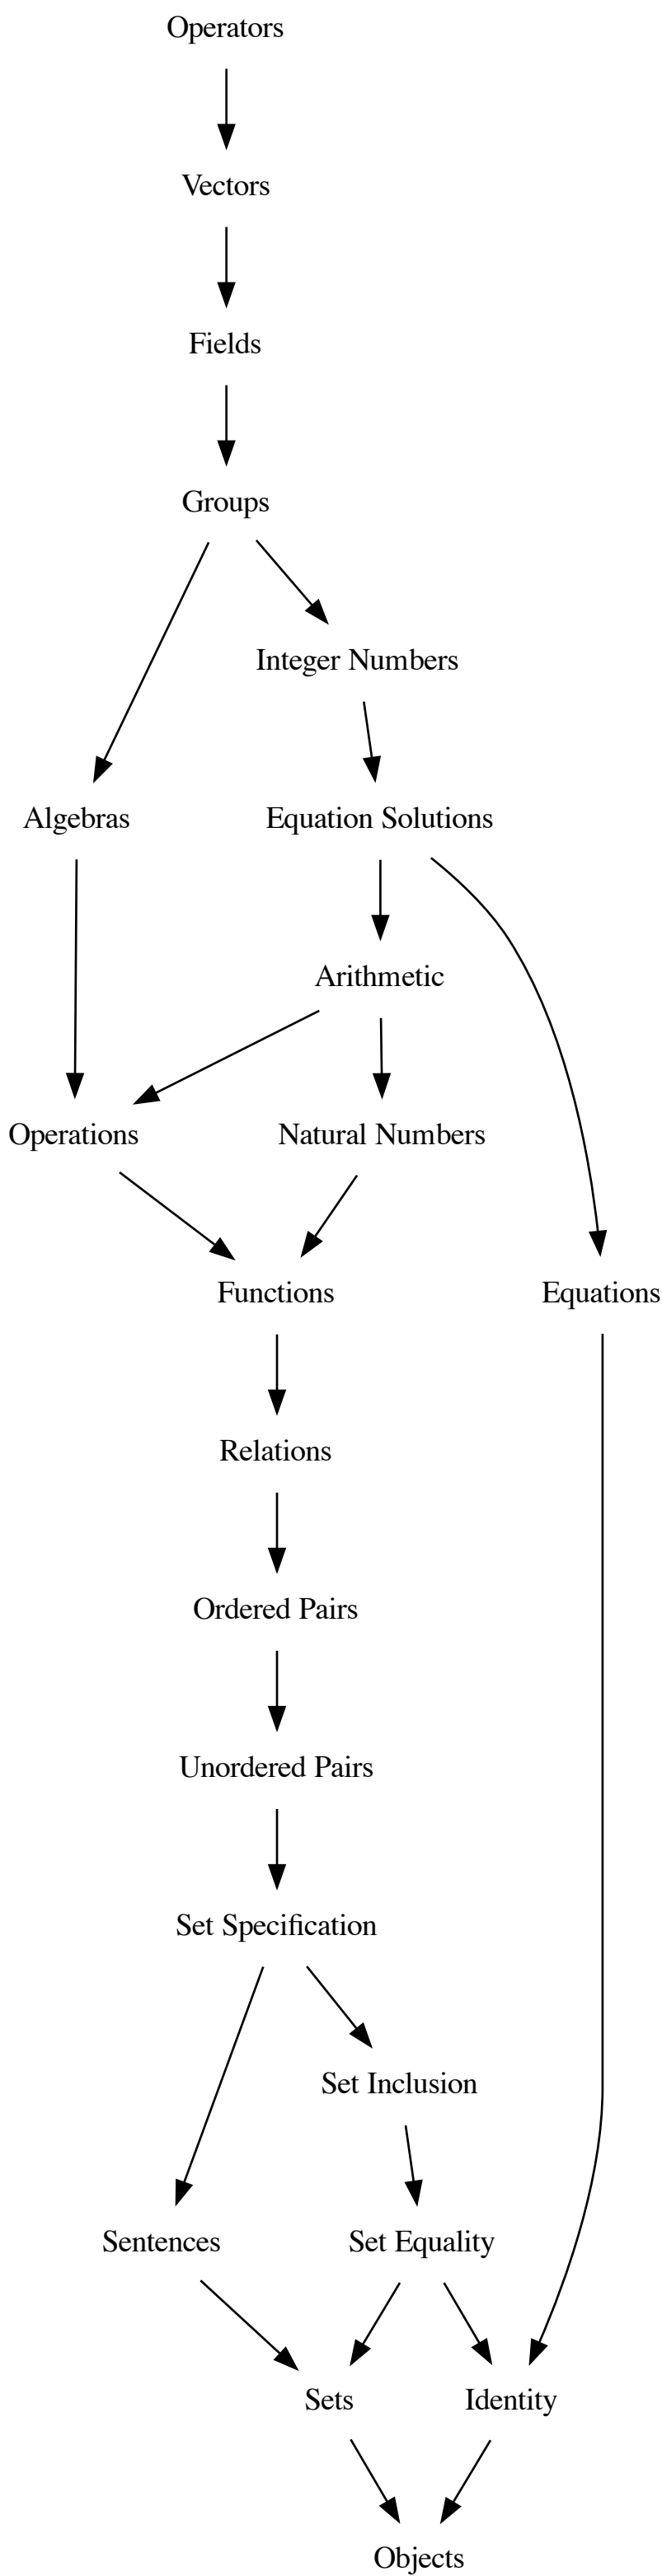 Operators
Vectors
Fields
Groups
Integer Numbers
Algebras
Equation Solutions
Arithmetic
Operations
Natural Numbers
Functions
Equations
Relations
Ordered Pairs
Unordered Pairs
Set Specification
Set Inclusion
Sentences
Set Equality
Sets
Identity
Objects